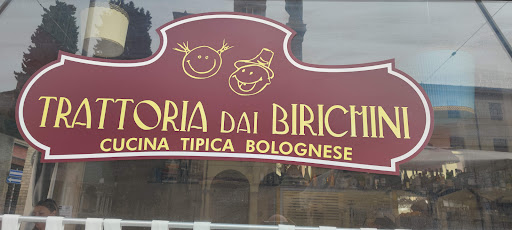 TRATTORIA DAI BIRICHINI
CUCINA TIPICA BOLOGNESE